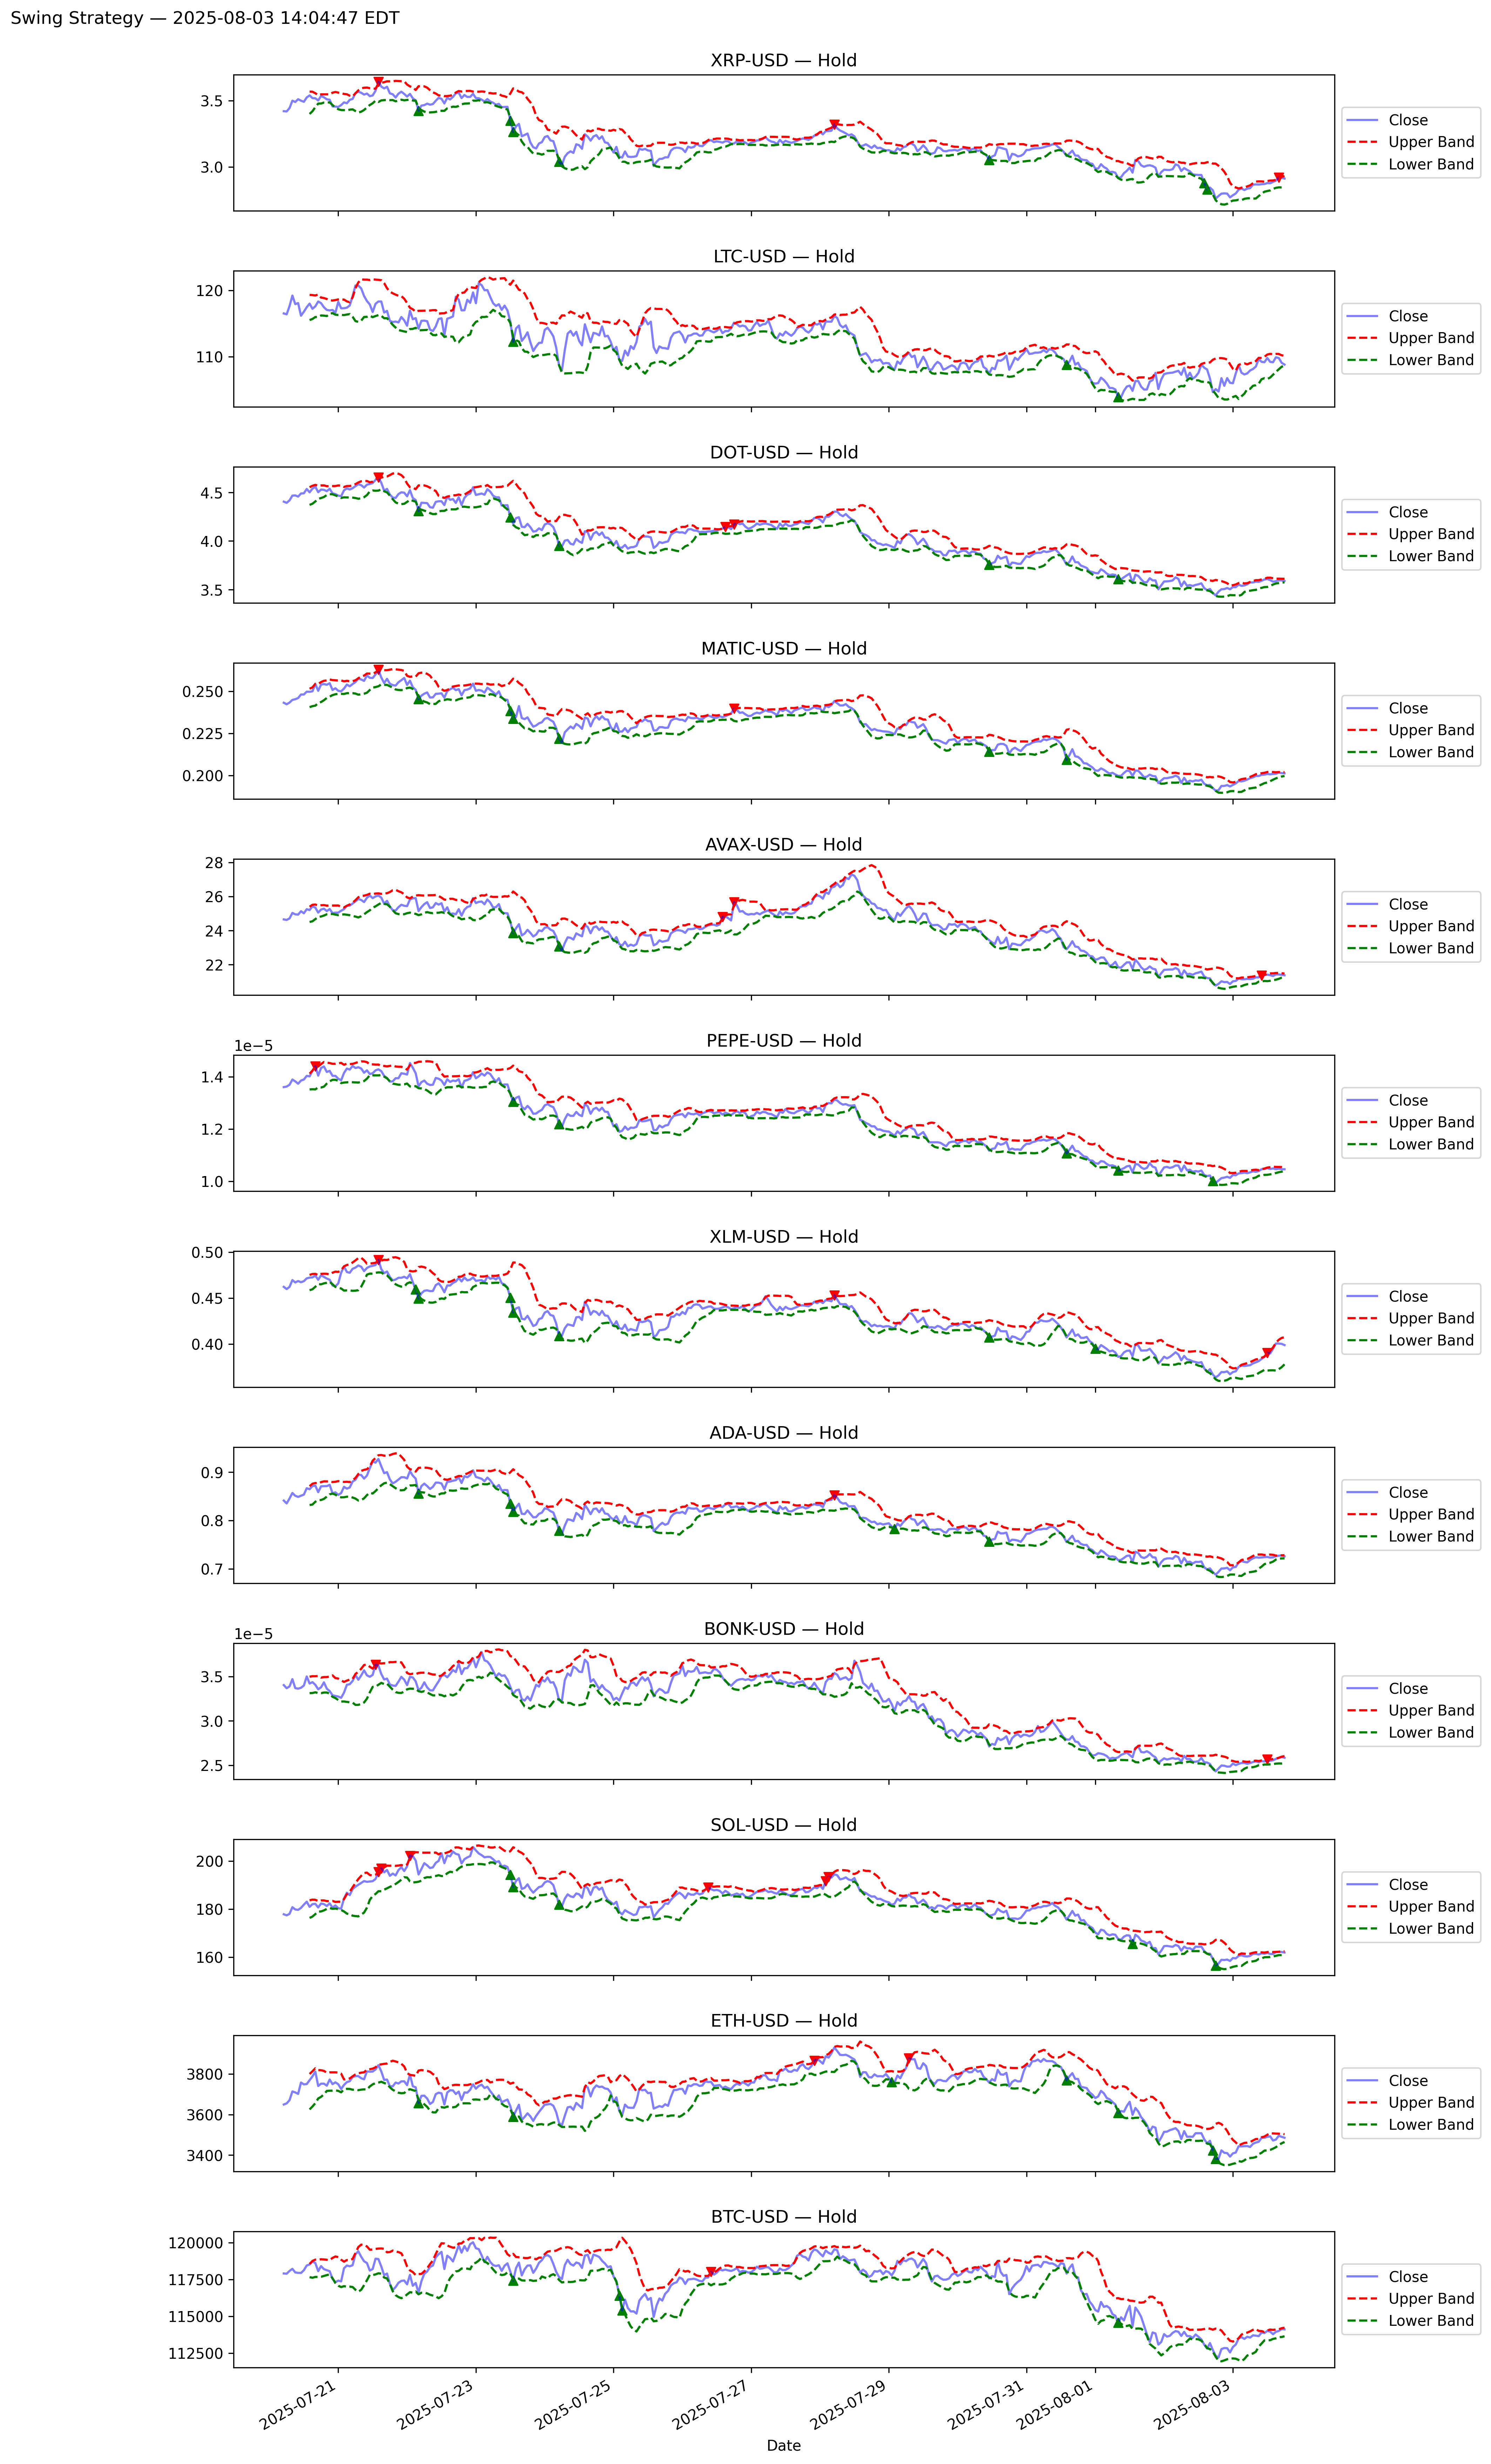 Swing Strategy — 2025-08-03 14:04:47 EDT
XRP-USD — Hold
3.5
3.0
Close
Upper Band
Lower Band
LTC-USD — Hold
120
110
Close
Upper Band
Lower Band
DOT-USD — Hold
4.5
4.0
3.5
Close
Upper Band
Lower Band
MATIC-USD — Hold
0.250
0.225
0.200
Close
Upper Band
Lower Band
AVAX-USD — Hold
28
26
24
22
Close
Upper Band
Lower Band
PEPE-USD — Hold
1e−5
1.4
1.2
1.0
Close
Upper Band
Lower Band
XLM-USD — Hold
0.50
0.45
0.40
Close
Upper Band
Lower Band
ADA-USD — Hold
0.9
0.8
0.7
Close
Upper Band
Lower Band
BONK-USD — Hold
1e−5
3.5
3.0
2.5
Close
Upper Band
Lower Band
SOL-USD — Hold
200
180
160
Close
Upper Band
Lower Band
ETH-USD — Hold
3800
3600
3400
Close
Upper Band
Lower Band
BTC-USD — Hold
120000
117500
115000
112500
Close
Upper Band
Lower Band
2025-07-21
2025-07-23
2025-07-25
2025-07-27
2025-07-29
2025-07-31
2025-08-01
2025-08-03
Date